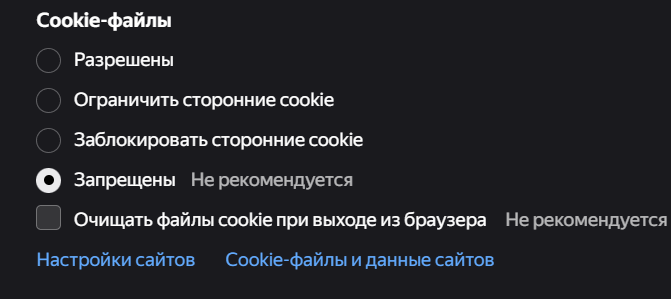 Cookie-файлы
Разрешены
Ограничить сторонние cookie
Заблокировать сторонние cookie
Запрещены Не рекомендуется
Очищать файлы cookie при выходе из браузера Не рекомендуется
Настройки сайтов Cookie-файлы и данные сайтов